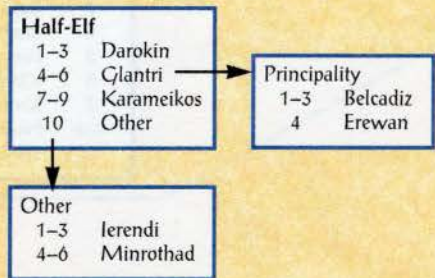 Half-Elf
1–3 Darokin
4–6 Glantri
7–9 Karameikos
10 Other
Principality
1–3 Belcadiz
4 Erewan
Other
1–3 Ierendi
4–6 Minrothad